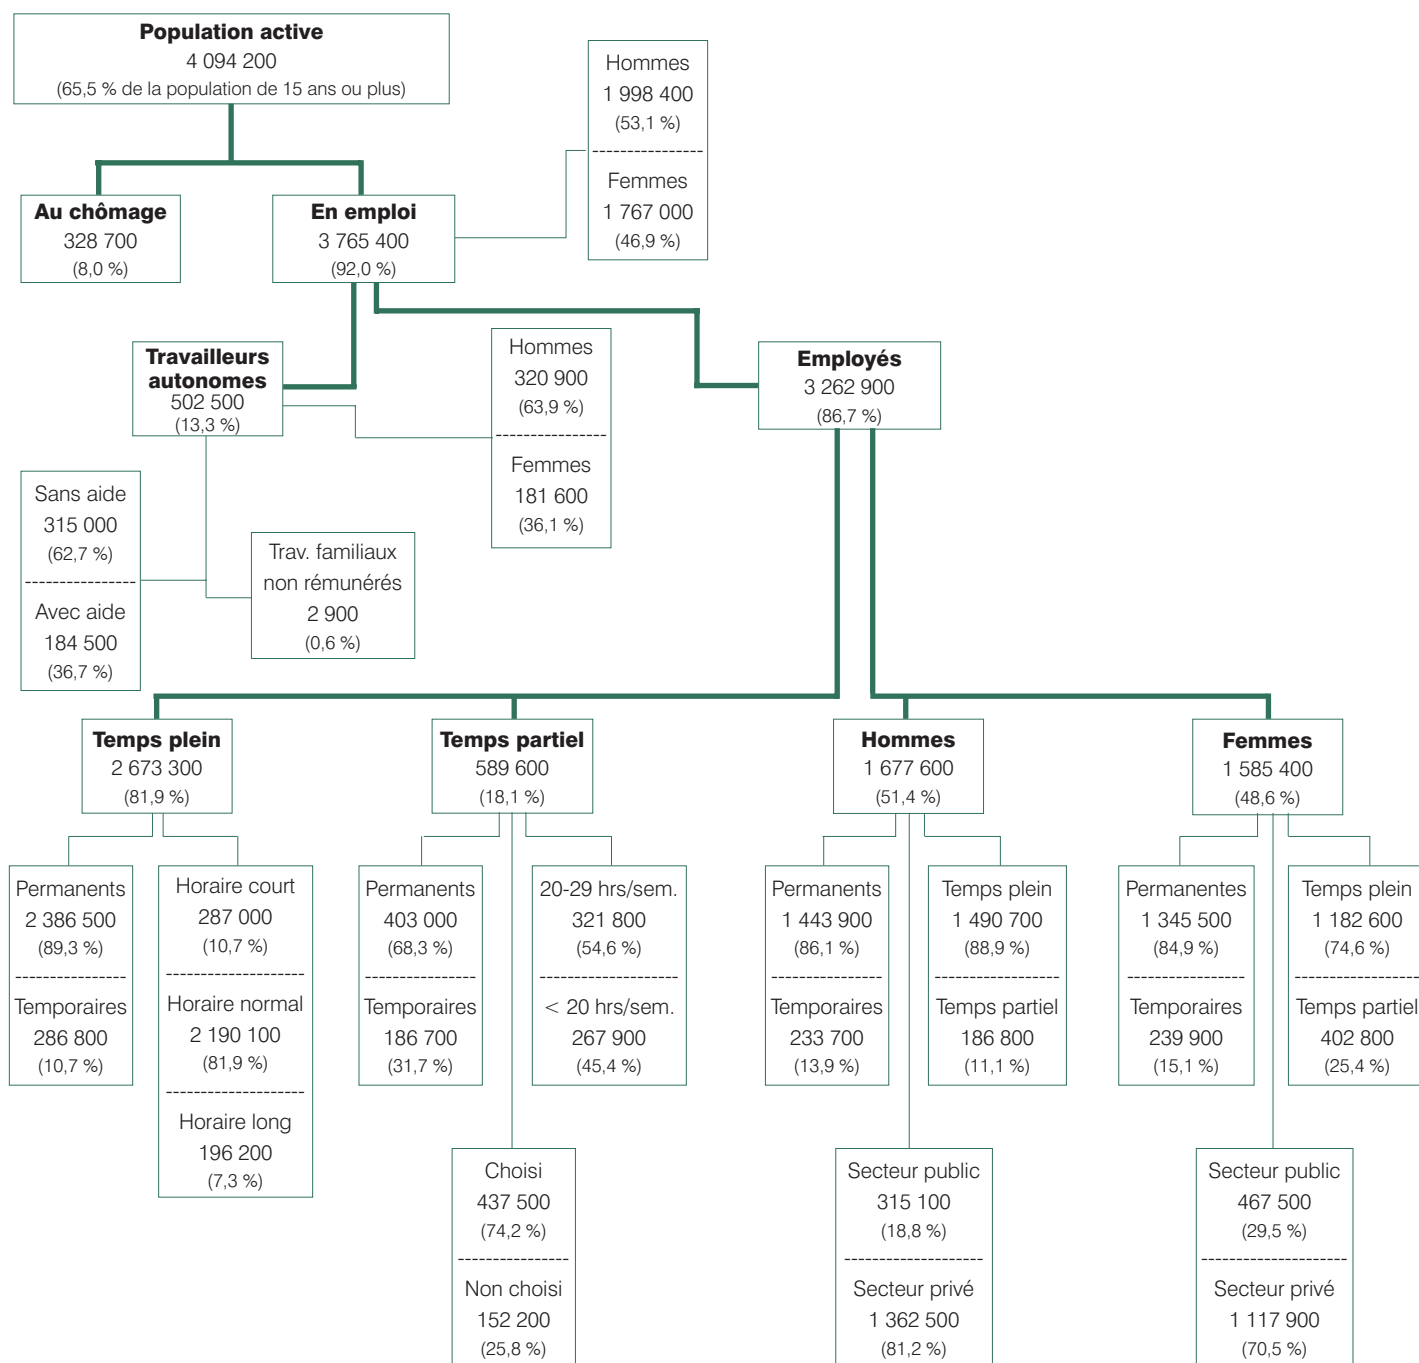 Population active
4 094 200
(65,5 % de la population de 15 ans ou plus)
Hommes
1 998 400
(53,1 %)
Femmes
1 767 000
(46,9 %)
Au chômage
328 700
(8,0 %)
En emploi
3 765 400
(92,0 %)
Travailleurs
autonomes
502 500
(13,3 %)
Hommes
320 900
(63,9 %)
Femmes
181 600
(36,1 %)
Employés
3 262 900
(86,7 %)
Sans aide
315 000
(62,7 %)
Avec aide
184 500
(36,7 %)
Trav. familiaux
non rémunérés
2 900
(0,6 %)
Temps plein
2 673 300
(81,9 %)
Temps partiel
589 600
(18,1 %)
Hommes
1 677 600
(51,4 %)
Femmes
1 585 400
(48,6 %)
Permanents
2 386 500
(89,3 %)
Temporaires
286 800
(10,7 %)
Horaire court
287 000
(10,7 %)
Horaire normal
2 190 100
(81,9 %)
Horaire long
196 200
(7,3 %)
Permanents
403 000
(68,3 %)
Temporaires
186 700
(31,7 %)
20-29 hrs/sem.
321 800
(54,6 %)
< 20 hrs/sem.
267 900
(45,4 %)
Permanents
1 443 900
(86,1 %)
Temporaires
233 700
(13,9 %)
Temps plein
1 490 700
(88,9 %)
Temps partiel
186 800
(11,1 %)
Permanentes
1 345 500
(84,9 %)
Temporaires
239 900
(15,1 %)
Temps plein
1 182 600
(74,6 %)
Temps partiel
402 800
(25,4 %)
Choisi
437 500
(74,2 %)
Non choisi
152 200
(25,8 %)
Secteur public
315 100
(18,8 %)
Secteur privé
1 362 500
(81,2 %)
Secteur public
467 500
(29,5 %)
Secteur privé
1 117 900
(70,5 %)